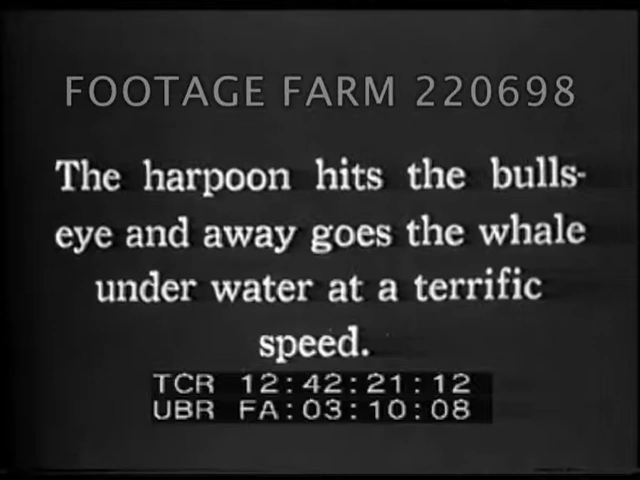 FOOTAGE FARM 220698
The harpoon hits the bulls-
eye and away goes the whale
under water at a terrific
speed.
TCR 12:42:21:12
UBR FA:03:10:08